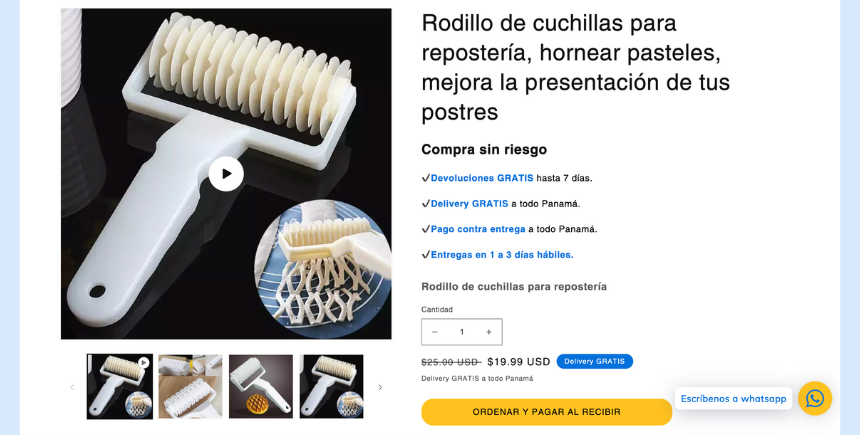 Rodillo de cuchillas para
repostería, hornear pasteles,
mejora la presentación de tus
postres
Compra sin riesgo
✓Devoluciones GRATIS hasta 7 días.
✓Delivery GRATIS a todo Panamá.
✓Pago contra entrega a todo Panamá.
✓Entregas en 1 a 3 días hábiles.
Rodillo de cuchillas para repostería
Cantidad
− 1 +
$25.00 USD $19.99 USD Delivery GRATIS
Delivery GRATIS a todo Panamá
Escríbenos a whatsapp
ORDENAR Y PAGAR AL RECIBIR